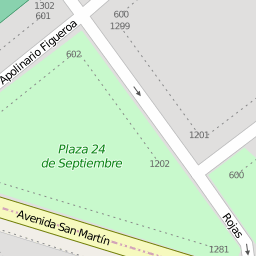 1302
601
600
1299
Apolinario Figueroa
602
Plaza 24
de Septiembre
1201
1202
600
Rojas
Avenida San Martín
1281